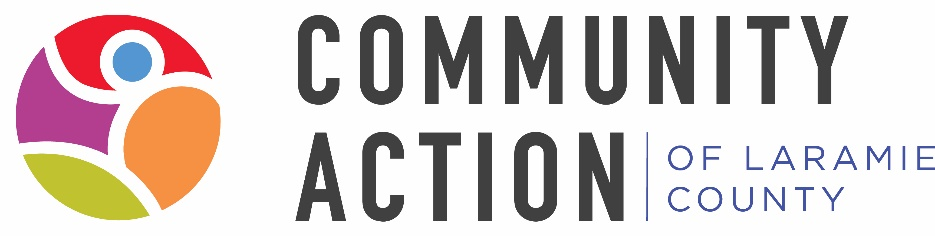 COMMUNITY
ACTION
OF LARAMIE
COUNTY